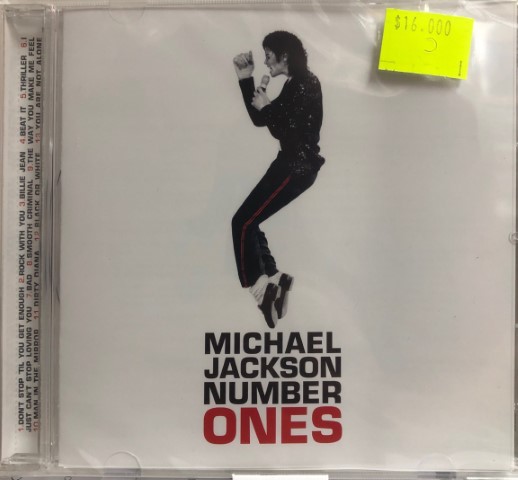 $16.000
1.DON'T STOP 'TIL YOU GET ENOUGH 2.ROCK WITH YOU 3.BILLIE JEAN 4.BEAT IT 5.THRILLER 6.I
JUST CAN'T STOP LOVING YOU 7.BAD 8.SMOOTH CRIMINAL 9.THE WAY YOU MAKE ME FEEL
10.MAN IN THE MIRROR 11.DIRTY DIANA 12.BLACK OR WHITE 13.YOU ARE NOT ALONE
MICHAEL
JACKSON
NUMBER
ONES